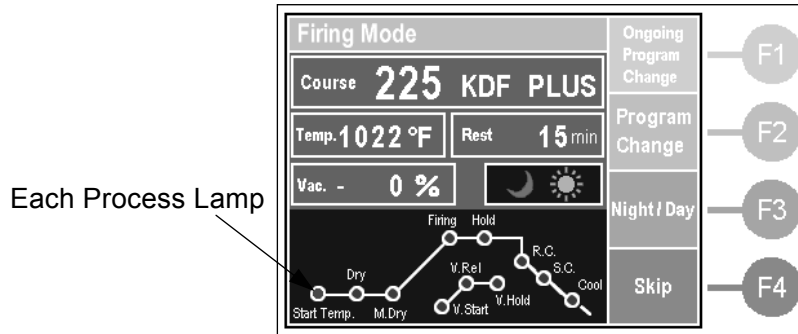 Firing Mode
Course 225 KDF PLUS
Temp. 1022 °F
Rest 15 min
Vac. - 0 %
Ongoing
Program
Change
F1
Program
Change
F2
Night / Day
F3
Skip
F4
Each Process Lamp
Firing Hold
Dry
V.Rel
R.C.
S.C.
Cool
Start Temp. M.Dry
V.Start
V.Hold